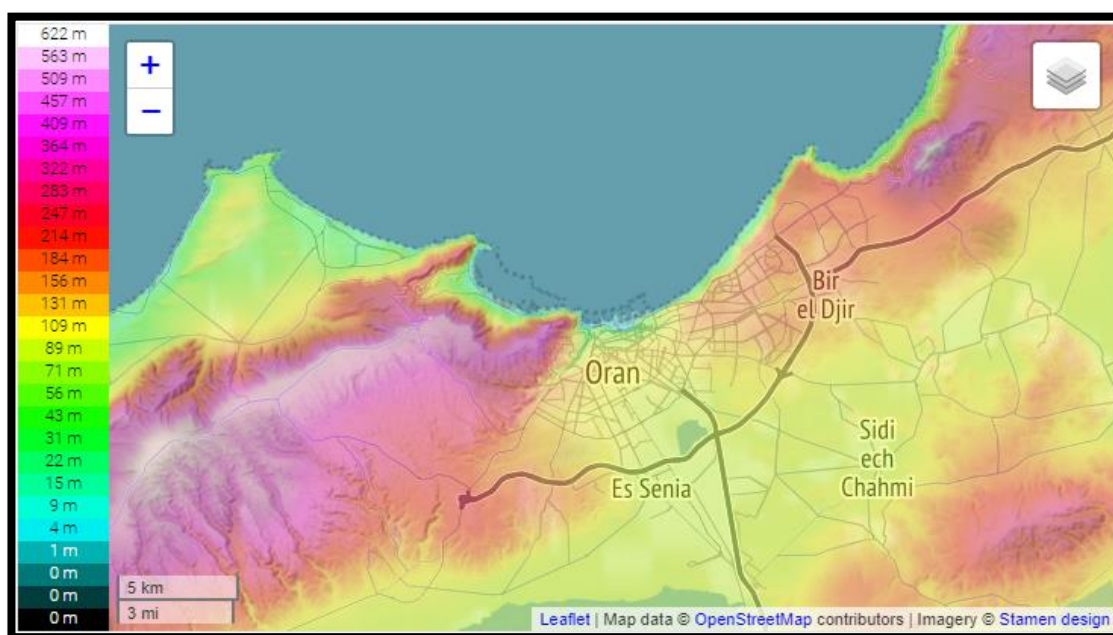 622 m
563 m
509 m
457 m
409 m
364 m
322 m
283 m
247 m
214 m
184 m
156 m
131 m
109 m
89 m
71 m
56 m
43 m
31 m
22 m
15 m
9 m
4 m
1 m
0 m
0 m
0 m
+
−
Bir
el Djir
Oran
Sidi
ech
Chahmi
Es Senia
5 km
3 mi
Leaflet | Map data © OpenStreetMap contributors | Imagery © Stamen design